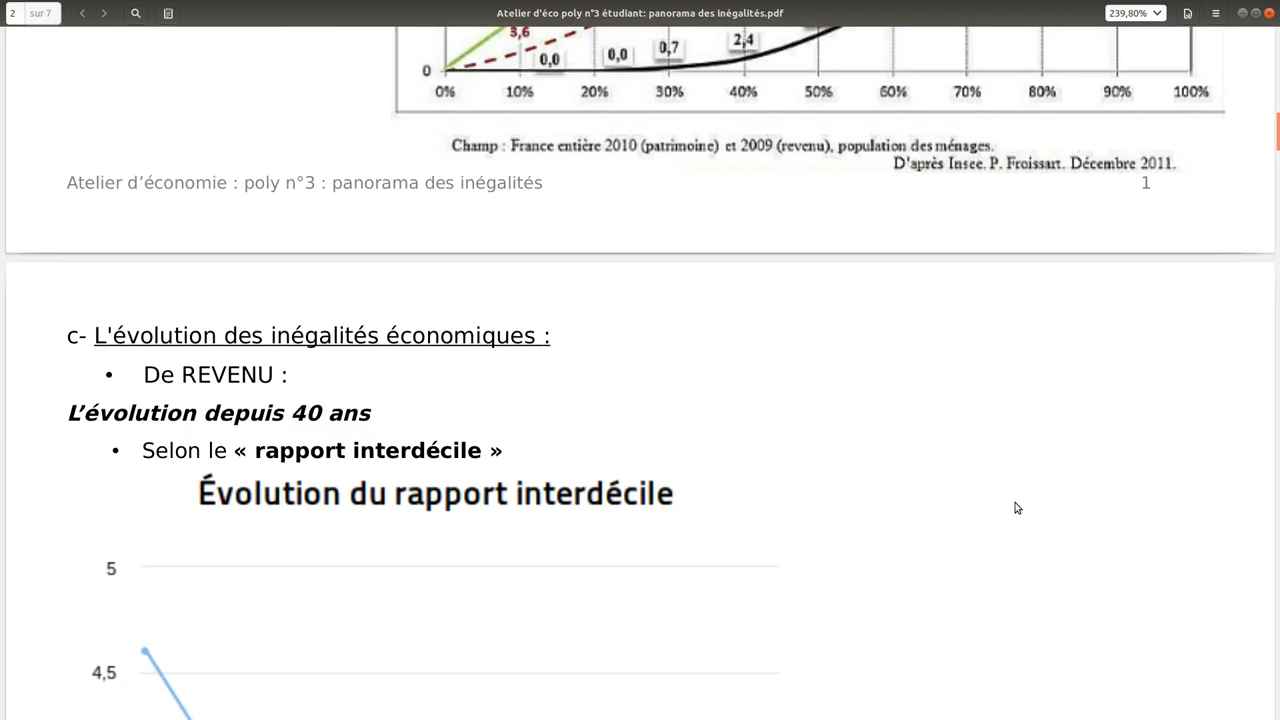 2 sur 7
Atelier d'éco poly n°3 étudiant: panorama des inégalités.pdf
239,80%
3,6
0,0
0,0
0,7
2,4
0
0% 10% 20% 30% 40% 50% 60% 70% 80% 90% 100%
Champ : France entière 2010 (patrimoine) et 2009 (revenu), population des ménages.
D'après Insee. P. Froissart. Décembre 2011.
Atelier d’économie : poly n°3 : panorama des inégalités 1
c- L'évolution des inégalités économiques :
• De REVENU :
L’évolution depuis 40 ans
• Selon le « rapport interdécile »
Évolution du rapport interdécile
5
4,5